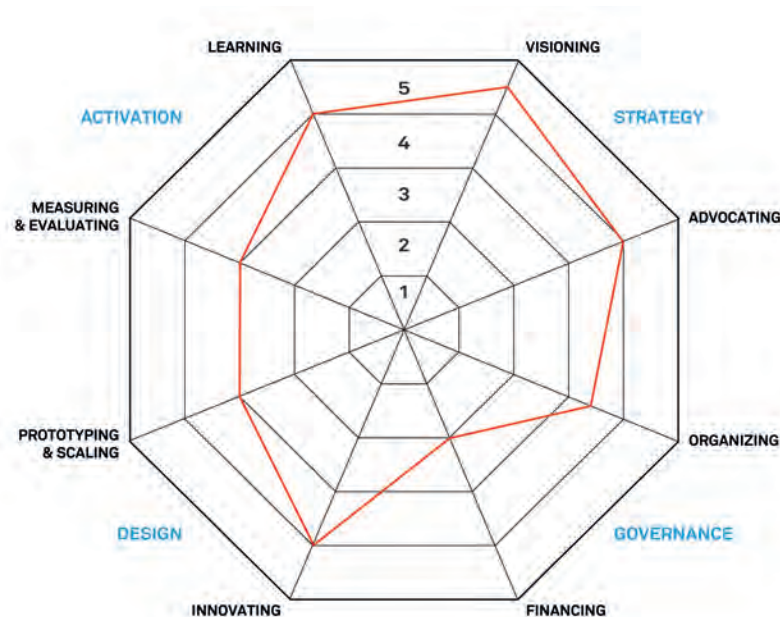 LEARNING
VISIONING
5
ACTIVATION
STRATEGY
4
3
MEASURING
& EVALUATING
ADVOCATING
2
1
PROTOTYPING
& SCALING
ORGANIZING
DESIGN
GOVERNANCE
INNOVATING
FINANCING